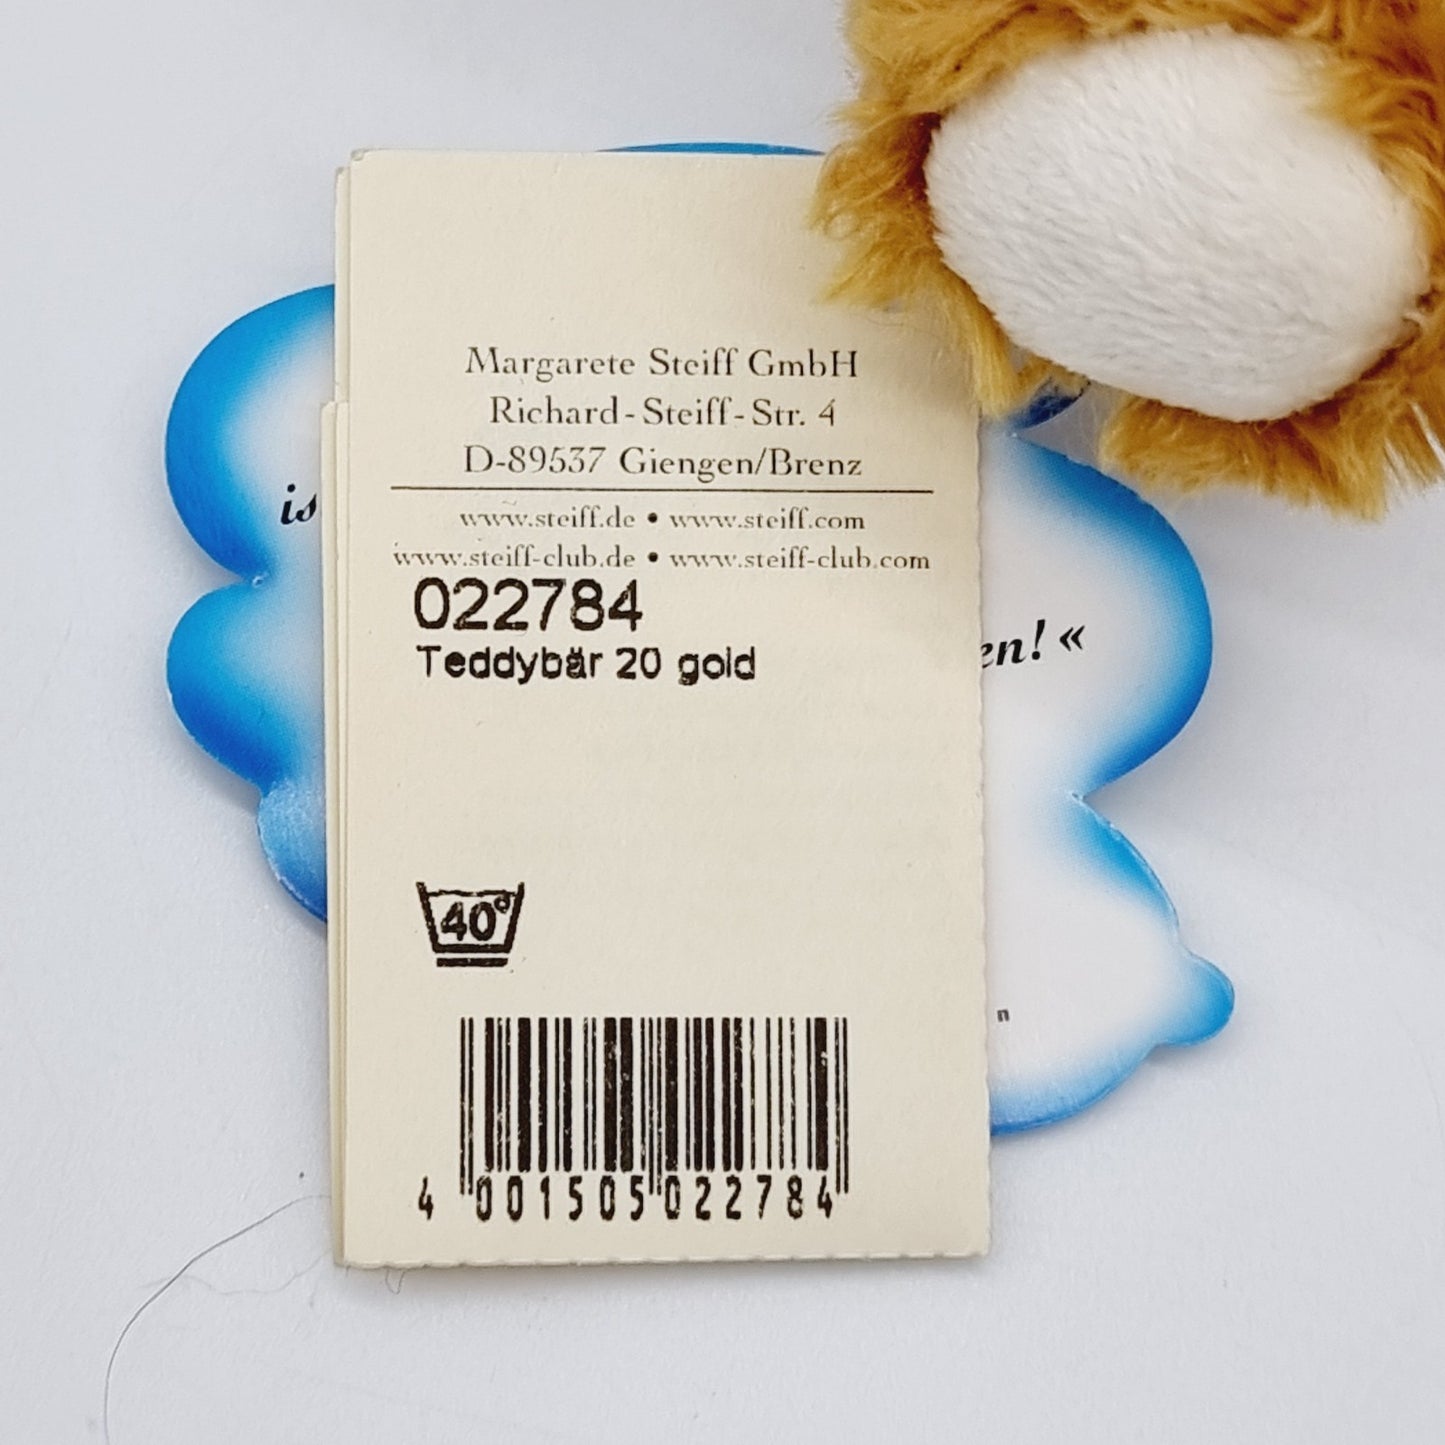 Margarete Steiff GmbH
Richard-Steiff-Str. 4
D-89537 Giengen/Brenz
www.steiff.de • www.steiff.com
www.steiff-club.de • www.steiff-club.com
022784
Teddybär 20 gold
en! «
40°
n
4 001505 022784